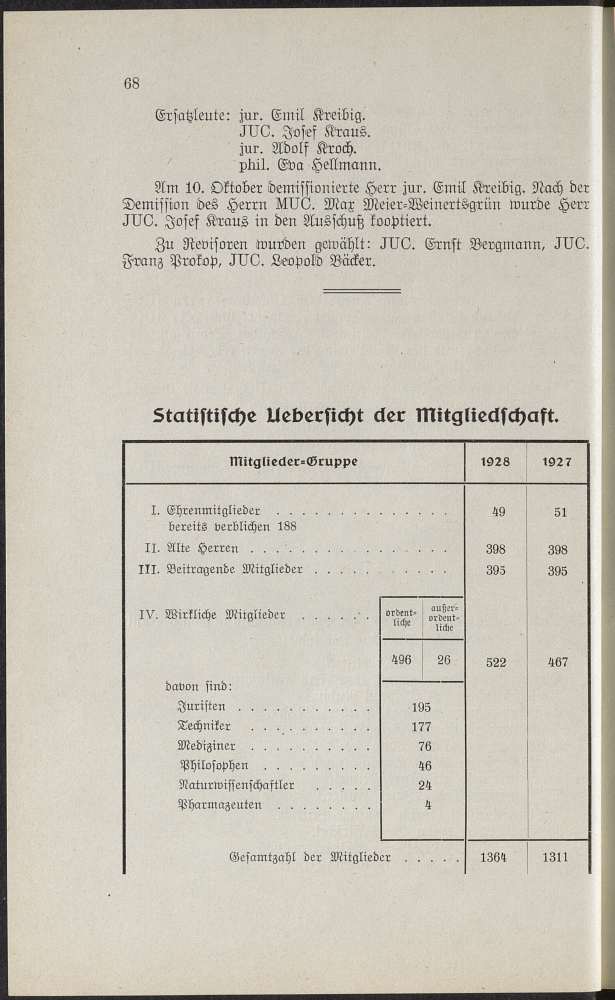 68
Ersatzleute: jur. Emil Kreibig.
JUC. Josef Kraus.
jur. Adolf Kroch.
phil. Eva Hellmann.
Am 10. Oktober demissionierte Herr jur. Emil Kreibig. Nach der
Demission des Herrn MUC. Max Meier-Weinertsgrün wurde Herr
JUC. Josef Kraus in den Ausschuß kooptiert.
Zu Revisoren wurden gewählt: JUC. Ernst Bergmann, JUC.
Franz Prokop, JUC. Leopold Bäcker.
Statistische Uebersicht der Mitgliedschaft.
Mitglieder-Gruppe 1928 1927
I. Ehrenmitglieder . . . . . . . . . . . . . . 49 51
bereits verblichen 188
II. Alte Herren . . . . . . . . . . . . . . . . 398 398
III. Beitragende Mitglieder . . . . . . . . . . . 395 395
IV. Wirkliche Mitglieder . . . . . .
ordent-
liche
außer-
ordent-
liche
496 26 522 467
davon sind:
Juristen . . . . . . . . . . . 195
Techniker . . . . . . . . . . 177
Mediziner . . . . . . . . . . 76
Philosophen . . . . . . . . . 46
Naturwissenschaftler . . . . . 24
Pharmazeuten . . . . . . . . 4
Gesamtzahl der Mitglieder . . . . . 1364 1311